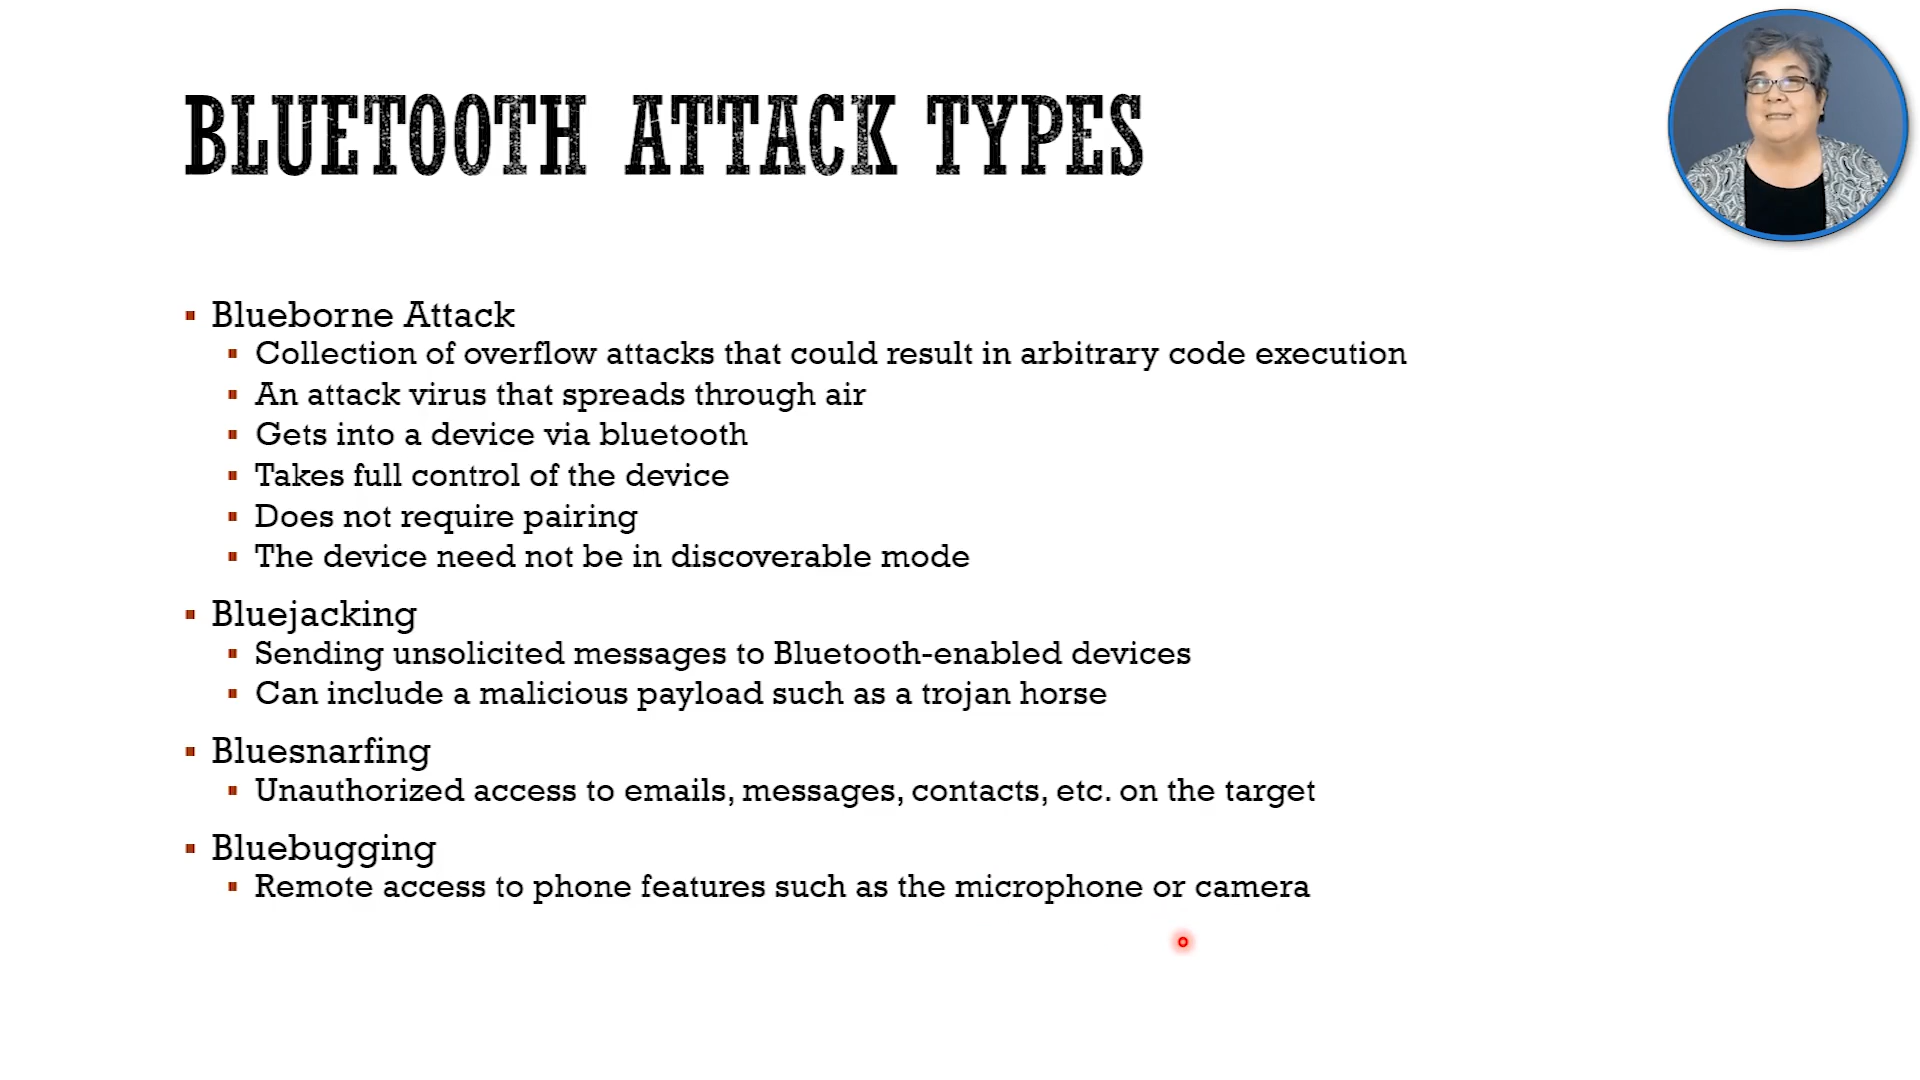 BLUETOOTH ATTACK TYPES
Blueborne Attack
Collection of overflow attacks that could result in arbitrary code execution
An attack virus that spreads through air
Gets into a device via bluetooth
Takes full control of the device
Does not require pairing
The device need not be in discoverable mode
Bluejacking
Sending unsolicited messages to Bluetooth-enabled devices
Can include a malicious payload such as a trojan horse
Bluesnarfing
Unauthorized access to emails, messages, contacts, etc. on the target
Bluebugging
Remote access to phone features such as the microphone or camera